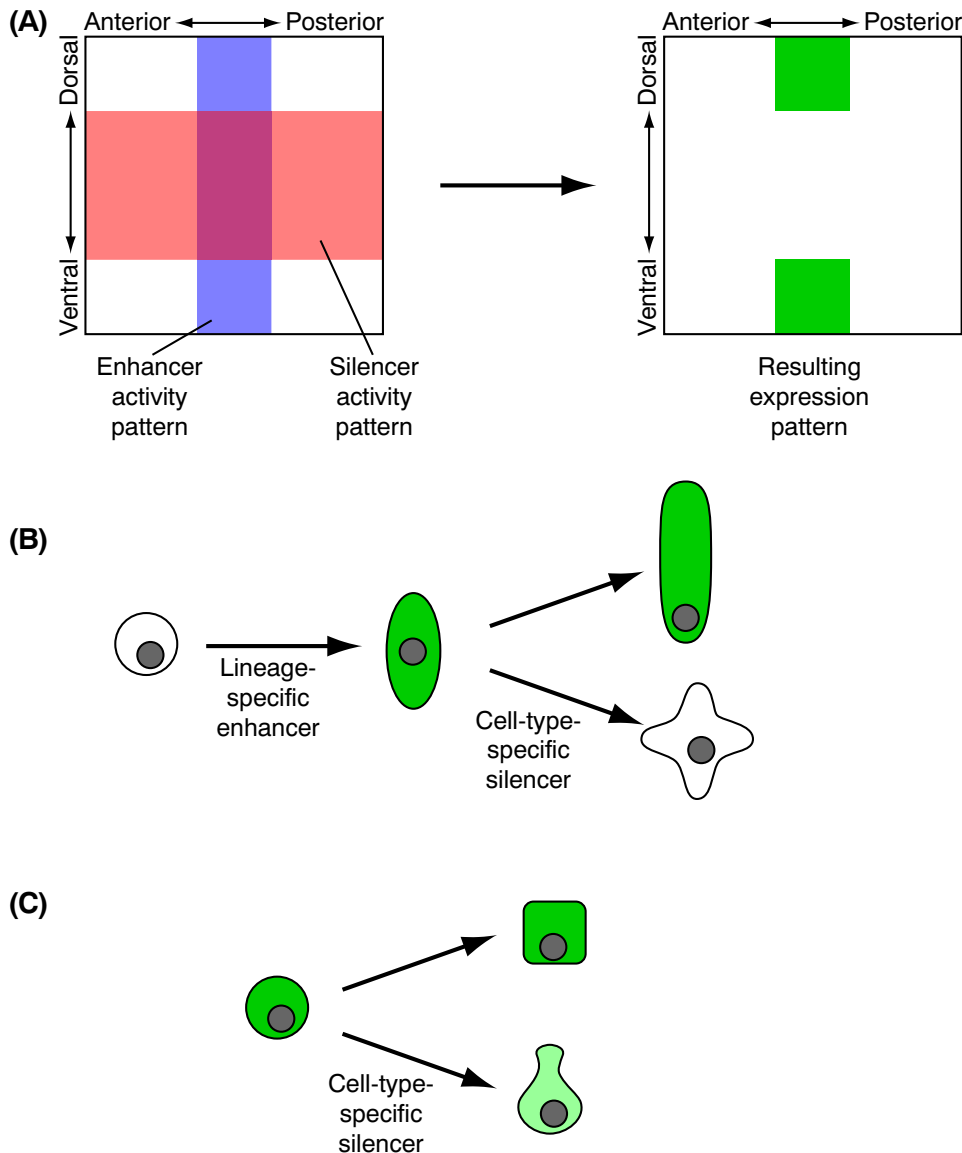 (A)
Anterior
Posterior
Dorsal
Ventral
Enhancer
activity
pattern
Silencer
activity
pattern
Anterior
Posterior
Dorsal
Ventral
Resulting
expression
pattern
(B)
Lineage-
specific
enhancer
Cell-type-
specific
silencer
(C)
Cell-type-
specific
silencer